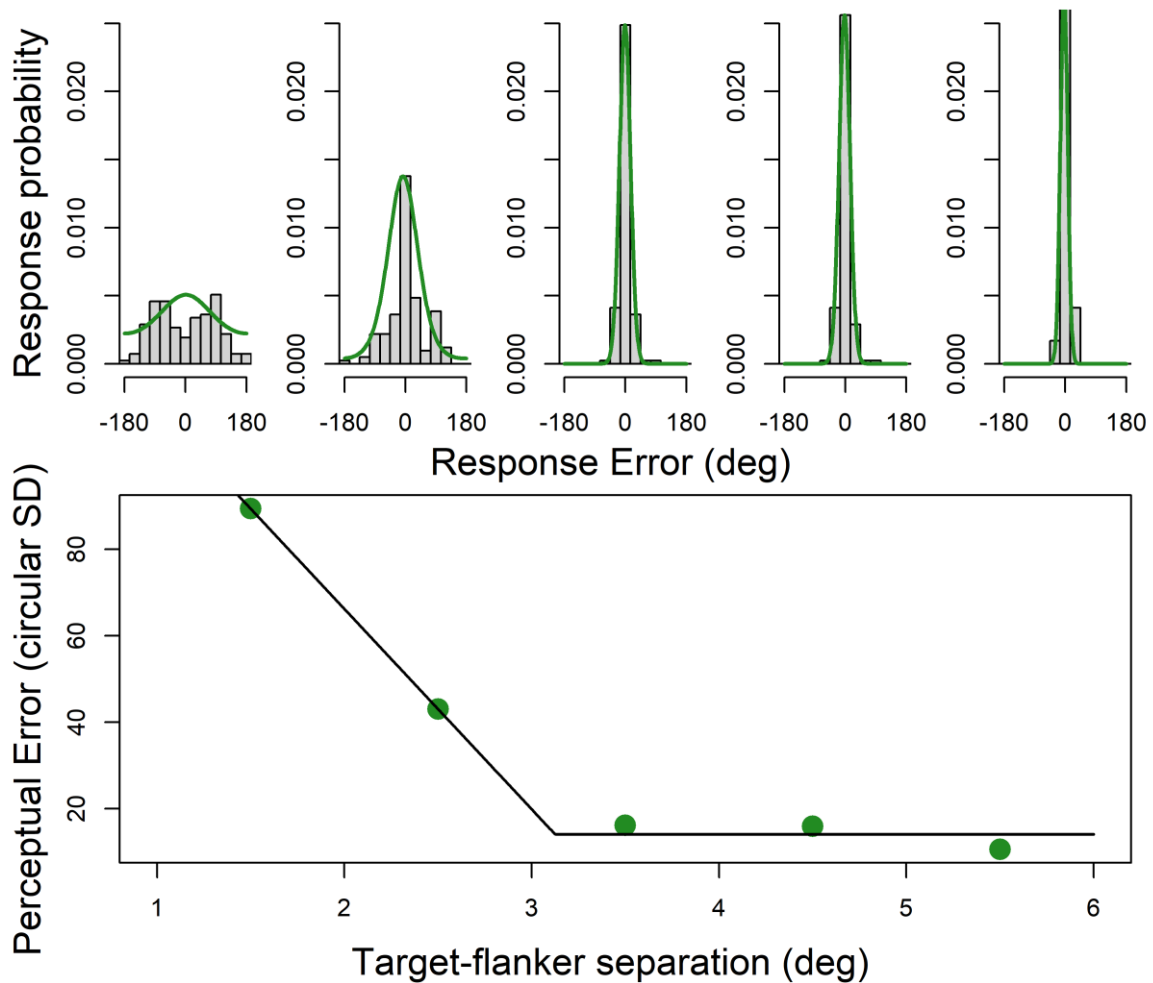 Response probability
0.000 0.010 0.020
0.000 0.010 0.020
0.000 0.010 0.020
0.000 0.010 0.020
0.000 0.010 0.020
-180 0 180 -180 0 180 -180 0 180 -180 0 180 -180 0 180
Response Error (deg)
Perceptual Error (circular SD)
20 40 60 80
1 2 3 4 5 6
Target-flanker separation (deg)